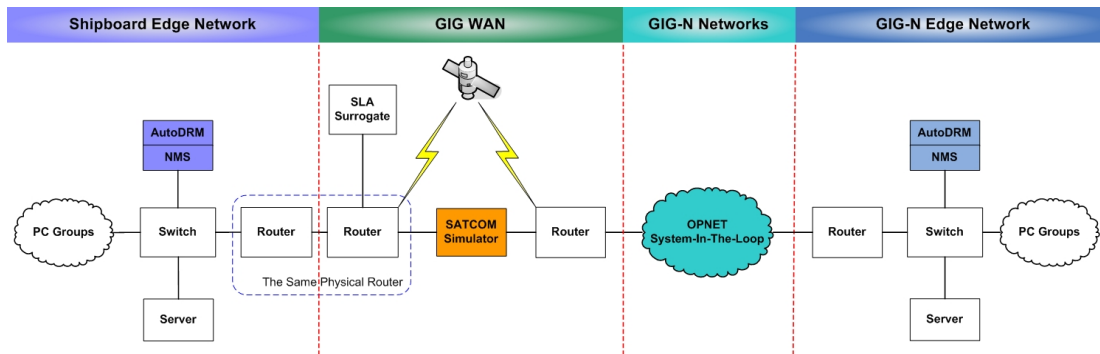 Shipboard Edge Network
GIG WAN
GIG-N Networks
GIG-N Edge Network
SLA
Surrogate
AutoDRM
NMS
AutoDRM
NMS
PC Groups
Switch
Router
Router
SATCOM
Simulator
Router
OPNET
System-In-The-Loop
Router
Switch
PC Groups
The Same Physical Router
Server
Server